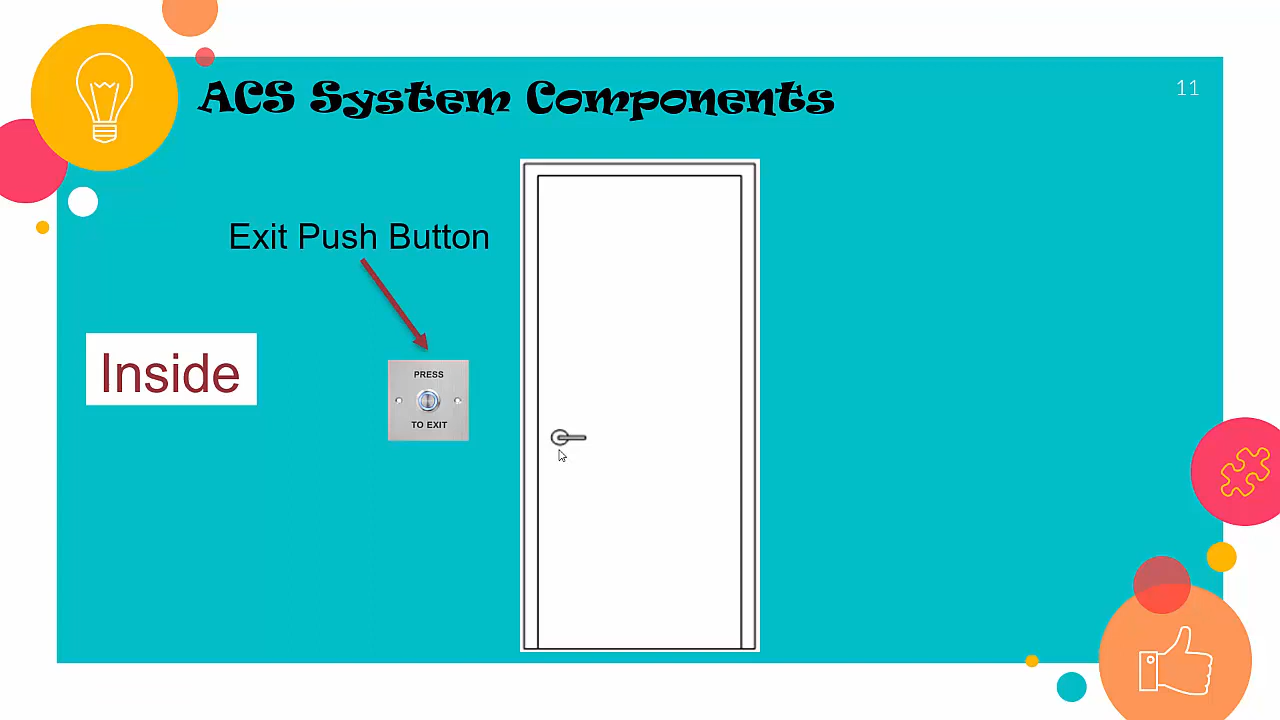 ACS System Components
11
Exit Push Button
Inside
PRESS
TO EXIT